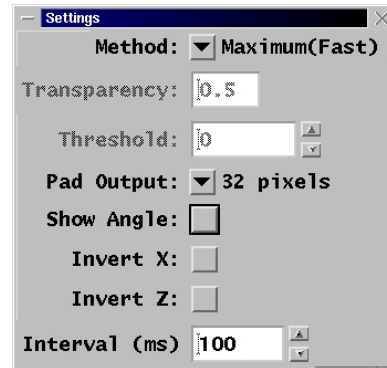 Settings
Method: Maximum(Fast)
Transparency: 0.5
Threshold: 0
Pad Output: 32 pixels
Show Angle:
Invert X:
Invert Z:
Interval (ms) 100